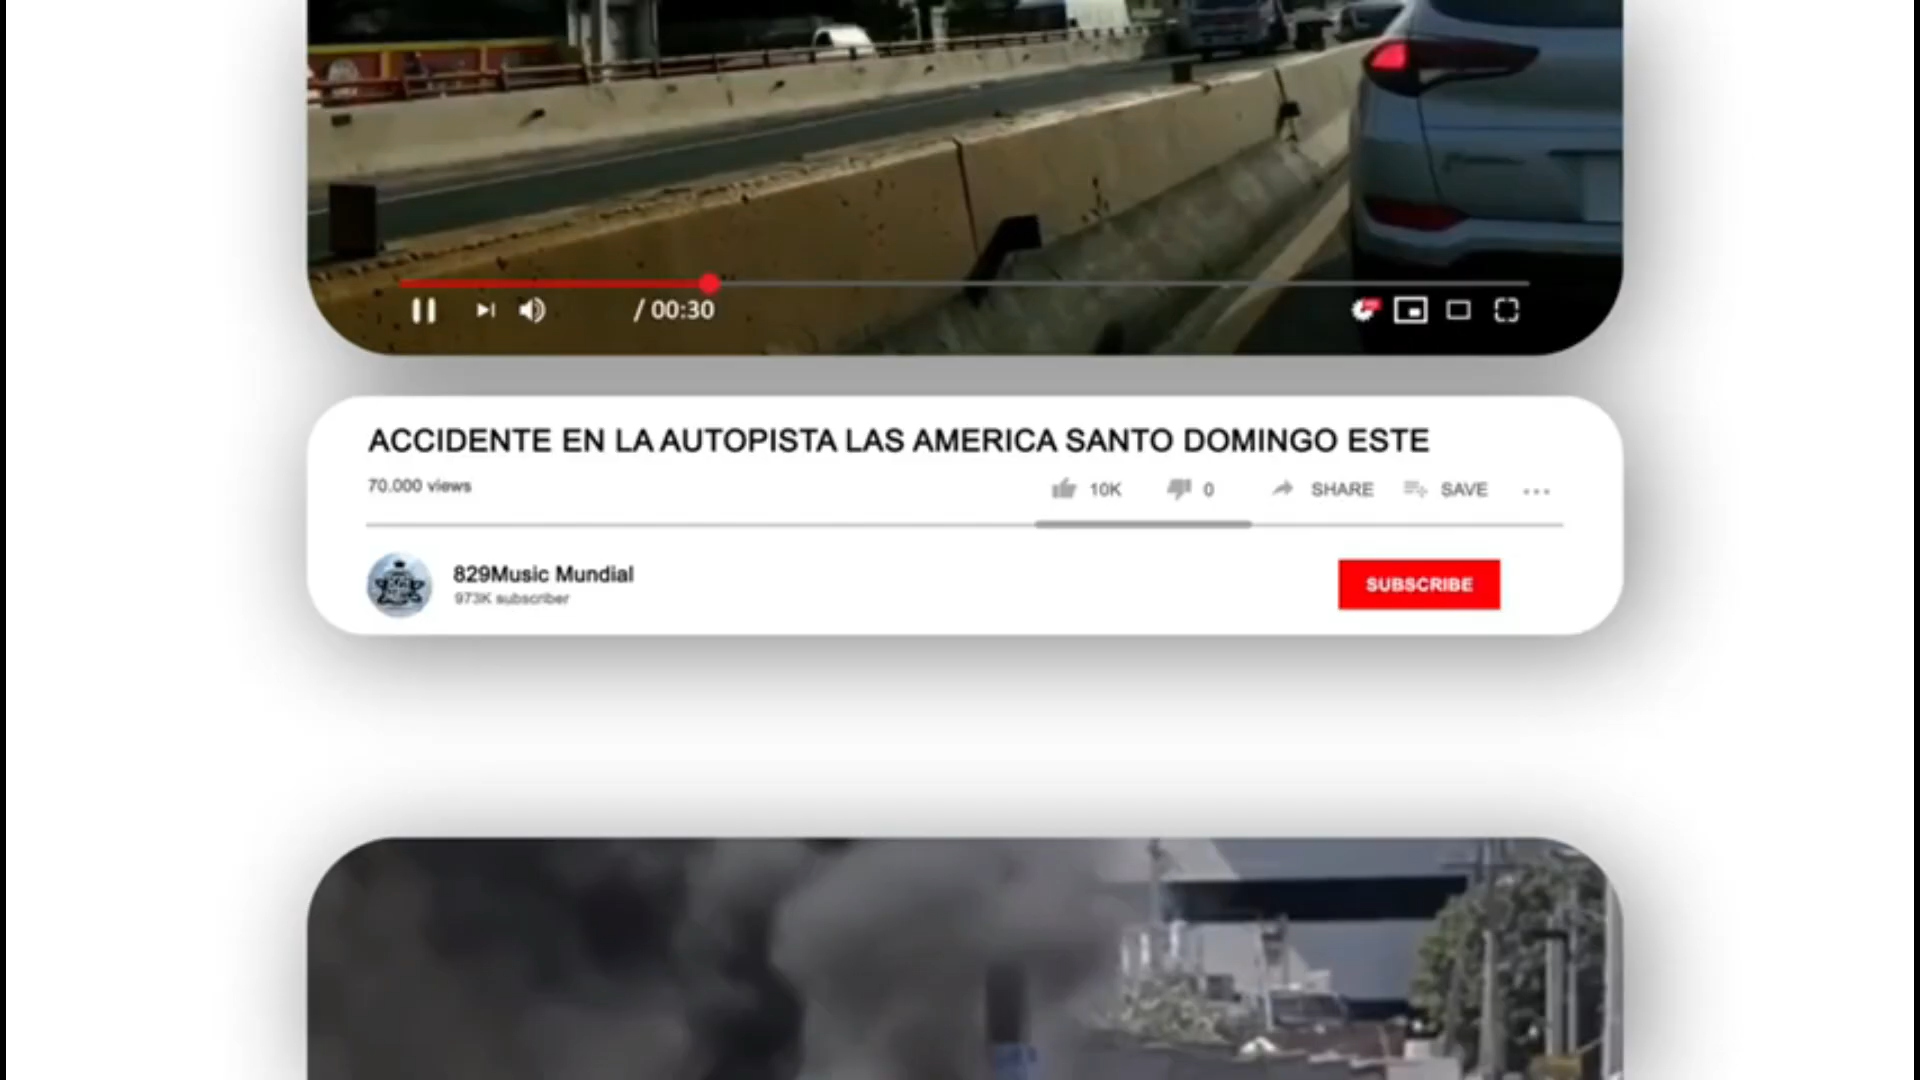 / 00:30
ACCIDENTE EN LA AUTOPISTA LAS AMERICA SANTO DOMINGO ESTE
70.000 views
10K 0 SHARE SAVE
829Music Mundial
973K subscriber
SUBSCRIBE